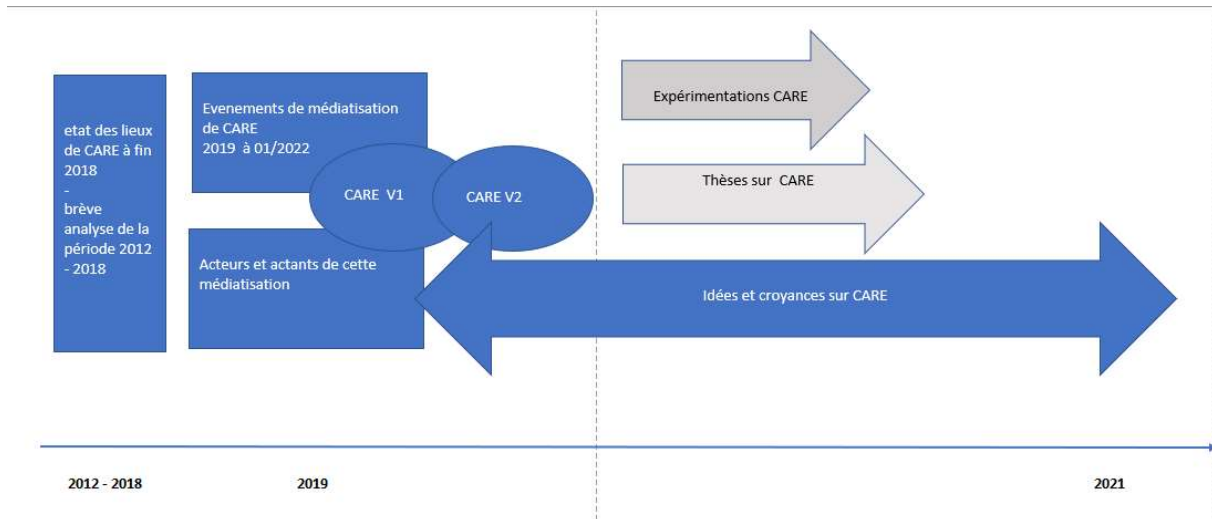 etat des lieux
de CARE à fin
2018
-
brève
analyse de la
période 2012
- 2018
Evenements de médiatisation
de CARE
2019 à 01/2022
CARE V1
CARE V2
Acteurs et actants de cette
médiatisation
Expérimentations CARE
Thèses sur CARE
Idées et croyances sur CARE
2012 - 2018
2019
2021